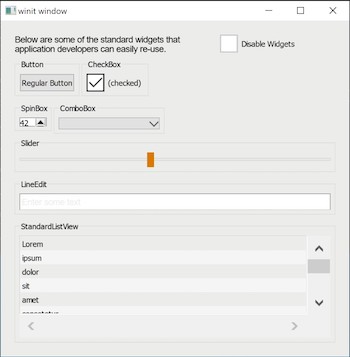 winit window
Below are some of the standard widgets that
application developers can easily re-use.
Disable Widgets
Button
CheckBox
Regular Button
(checked)
SpinBox
ComboBox
42
Slider
LineEdit
Enter some text
StandardListView
Lorem
ipsum
dolor
sit
amet